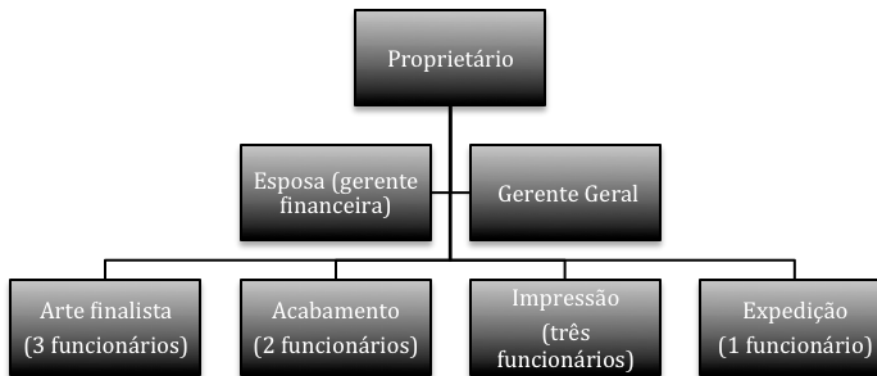 Proprietário
Esposa (gerente
financeira)
Gerente Geral
Arte finalista
(3 funcionários)
Acabamento
(2 funcionários)
Impressão
(três
funcionários)
Expedição
(1 funcionário)